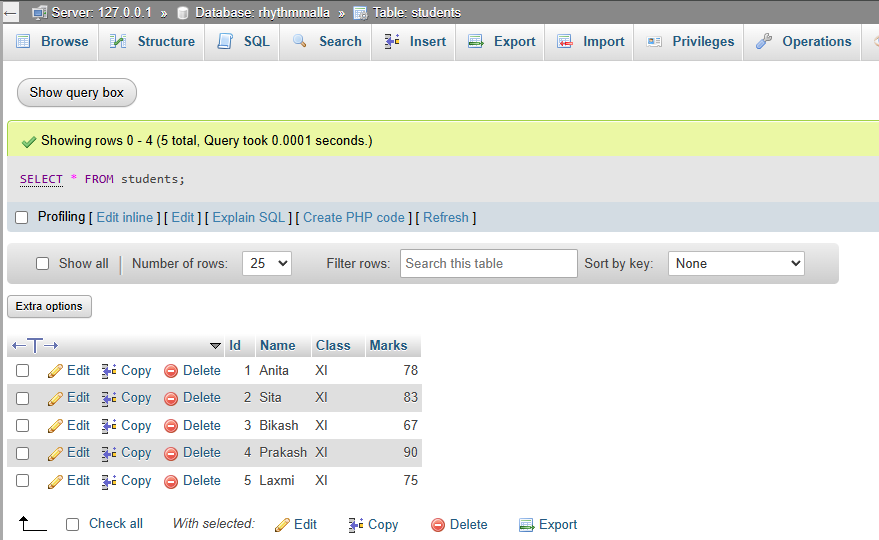 Server: 127.0.0.1 » Database: rhythmmalla » Table: students
Browse Structure SQL Search Insert Export Import Privileges Operations
Show query box
Showing rows 0 - 4 (5 total, Query took 0.0001 seconds.)
SELECT * FROM students;
Profiling [ Edit inline ] [ Edit ] [ Explain SQL ] [ Create PHP code ] [ Refresh ]
Show all | Number of rows: 25 Filter rows: Search this table Sort by key: None
Extra options
←T→ Id Name Class Marks
Edit Copy Delete 1 Anita XI 78
Edit Copy Delete 2 Sita XI 83
Edit Copy Delete 3 Bikash XI 67
Edit Copy Delete 4 Prakash XI 90
Edit Copy Delete 5 Laxmi XI 75
Check all With selected: Edit Copy Delete Export